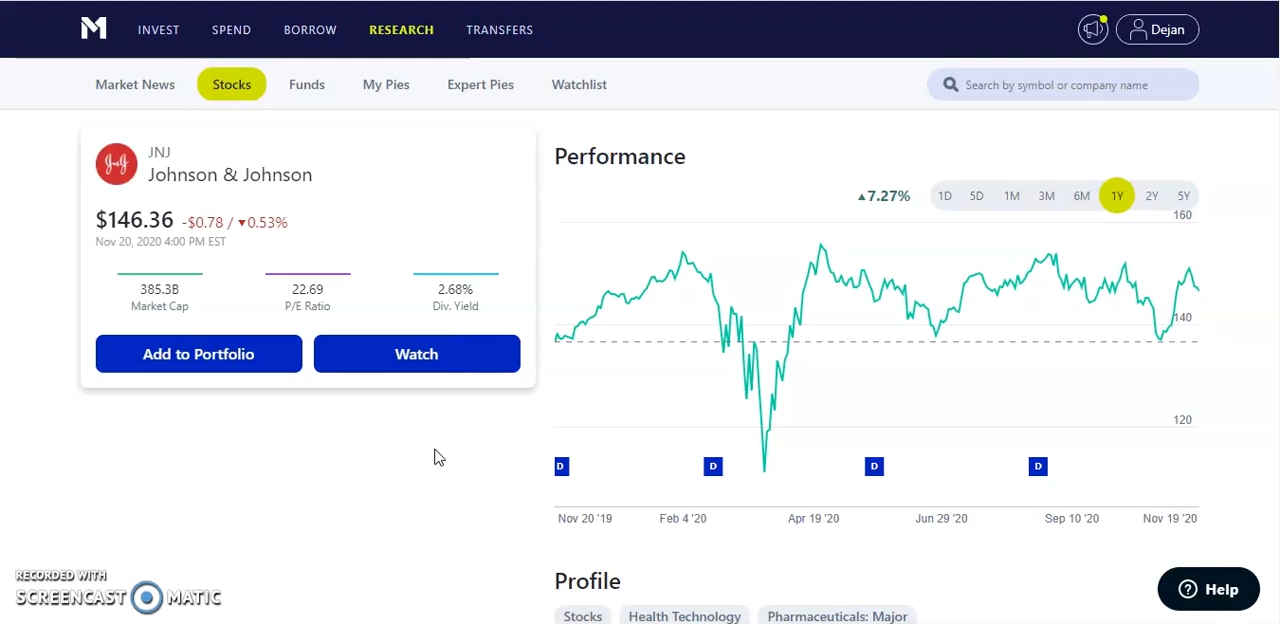 M INVEST SPEND BORROW RESEARCH TRANSFERS Dejan
Market News Stocks Funds My Pies Expert Pies Watchlist Search by symbol or company name
JNJ
Johnson & Johnson
$146.36 -$0.78 / ▼0.53%
Nov 20, 2020 4:00 PM EST
385.3B 22.69 2.68%
Market Cap P/E Ratio Div. Yield
Add to Portfolio Watch
Performance
▲7.27% 1D 5D 1M 3M 6M 1Y 2Y 5Y
160
140
120
D D D D
Nov 20 '19 Feb 4 '20 Apr 19 '20 Jun 29 '20 Sep 10 '20 Nov 19 '20
Profile
Stocks Health Technology Pharmaceuticals: Major
RECORDED WITH
SCREENCAST MATIC
? Help